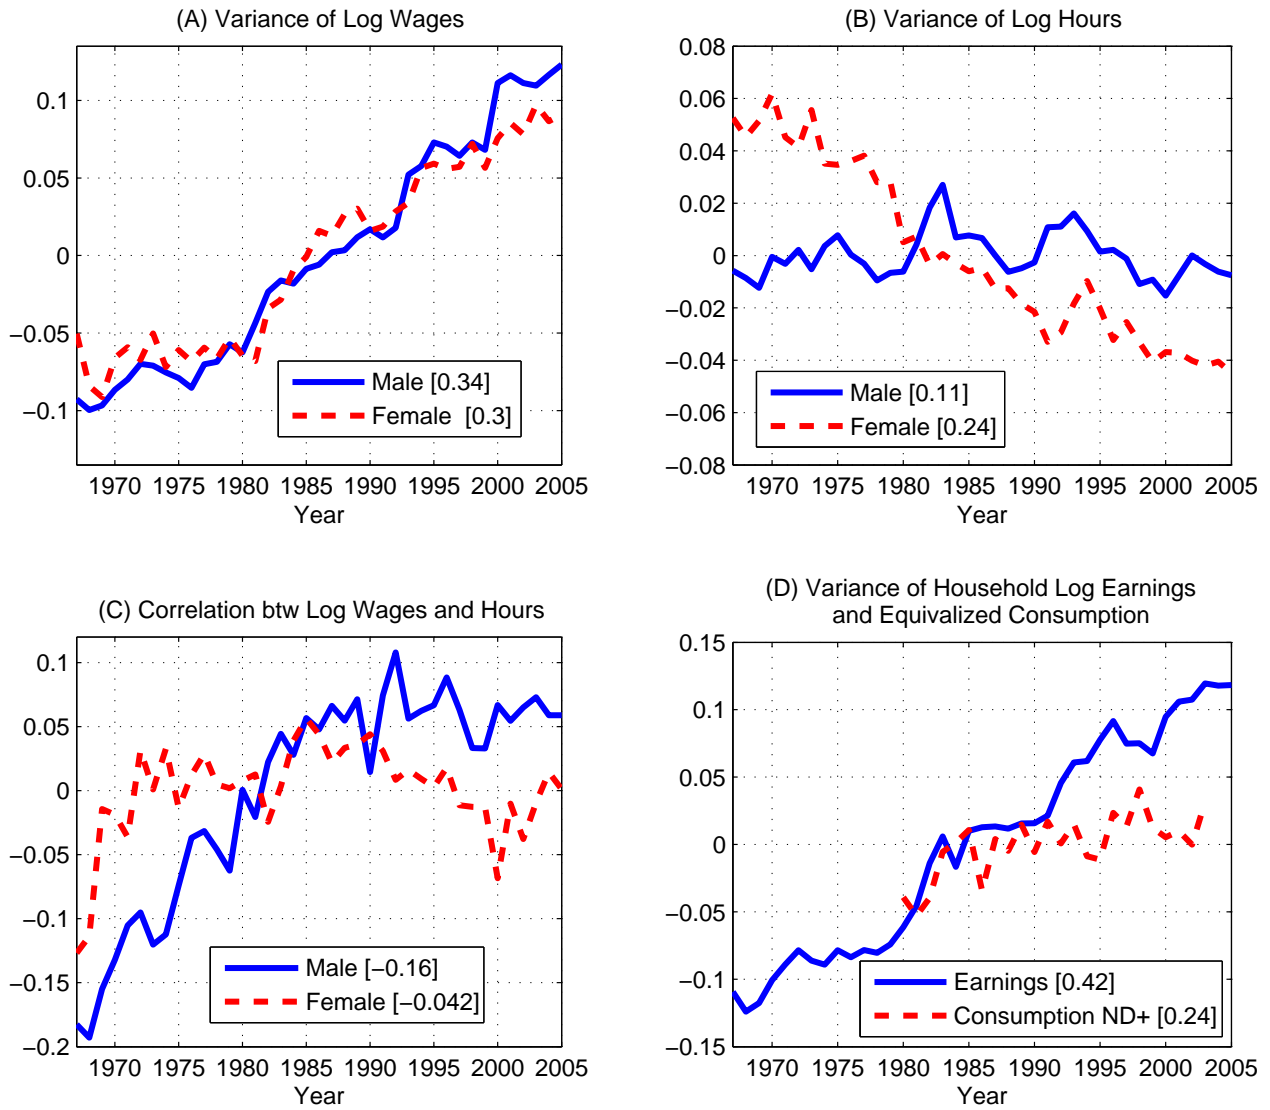 (A) Variance of Log Wages
0.1
0.05
0
−0.05
−0.1
Male [0.34]
Female  [0.3]
1970 1975 1980 1985 1990 1995 2000 2005
Year
(B) Variance of Log Hours
0.08
0.06
0.04
0.02
0
−0.02
−0.04
−0.06
−0.08
Male [0.11]
Female [0.24]
1970 1975 1980 1985 1990 1995 2000 2005
Year
(C) Correlation btw Log Wages and Hours
0.1
0.05
0
−0.05
−0.1
−0.15
−0.2
Male [−0.16]
Female [−0.042]
1970 1975 1980 1985 1990 1995 2000 2005
Year
(D) Variance of Household Log Earnings
and Equivalized Consumption
0.15
0.1
0.05
0
−0.05
−0.1
−0.15
Earnings [0.42]
Consumption ND+ [0.24]
1970 1975 1980 1985 1990 1995 2000 2005
Year